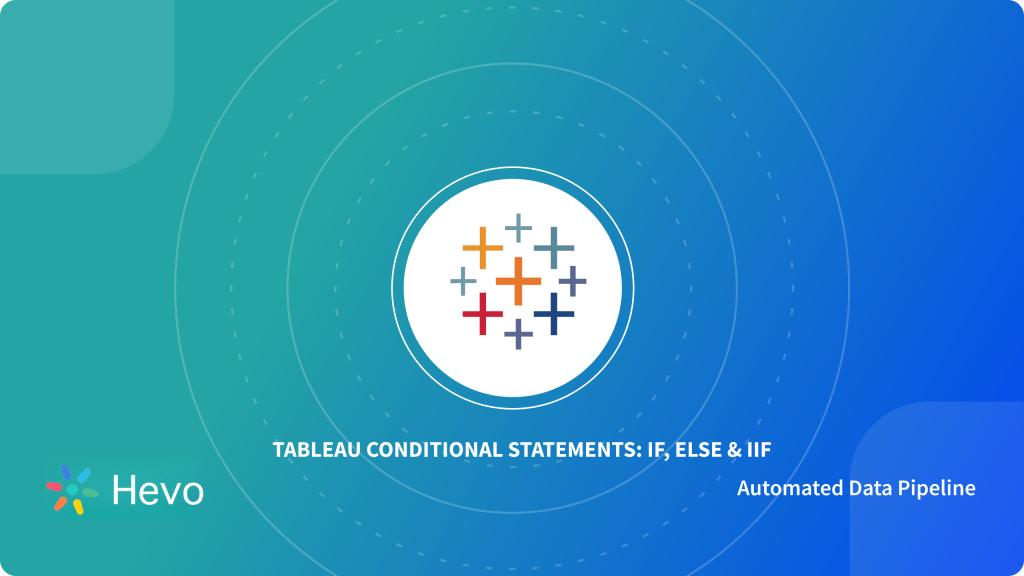 TABLEAU CONDITIONAL STATEMENTS: IF, ELSE & IIF
Hevo
Automated Data Pipeline